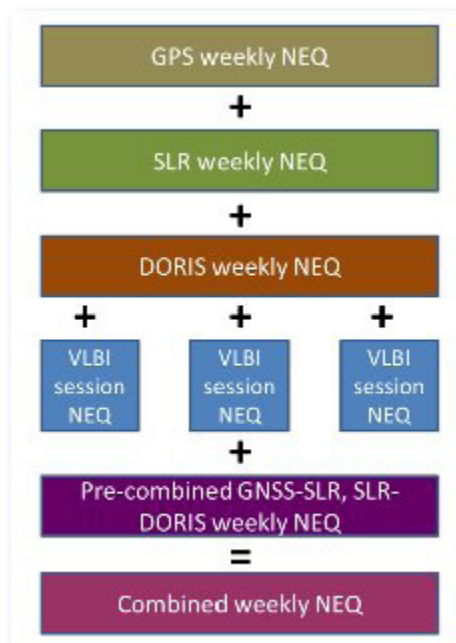 GPS weekly NEQ
+
SLR weekly NEQ
+
DORIS weekly NEQ
+ + +
VLBI VLBI VLBI
session session session
NEQ NEQ NEQ
+
Pre-combined GNSS-SLR, SLR-
DORIS weekly NEQ
=
Combined weekly NEQ